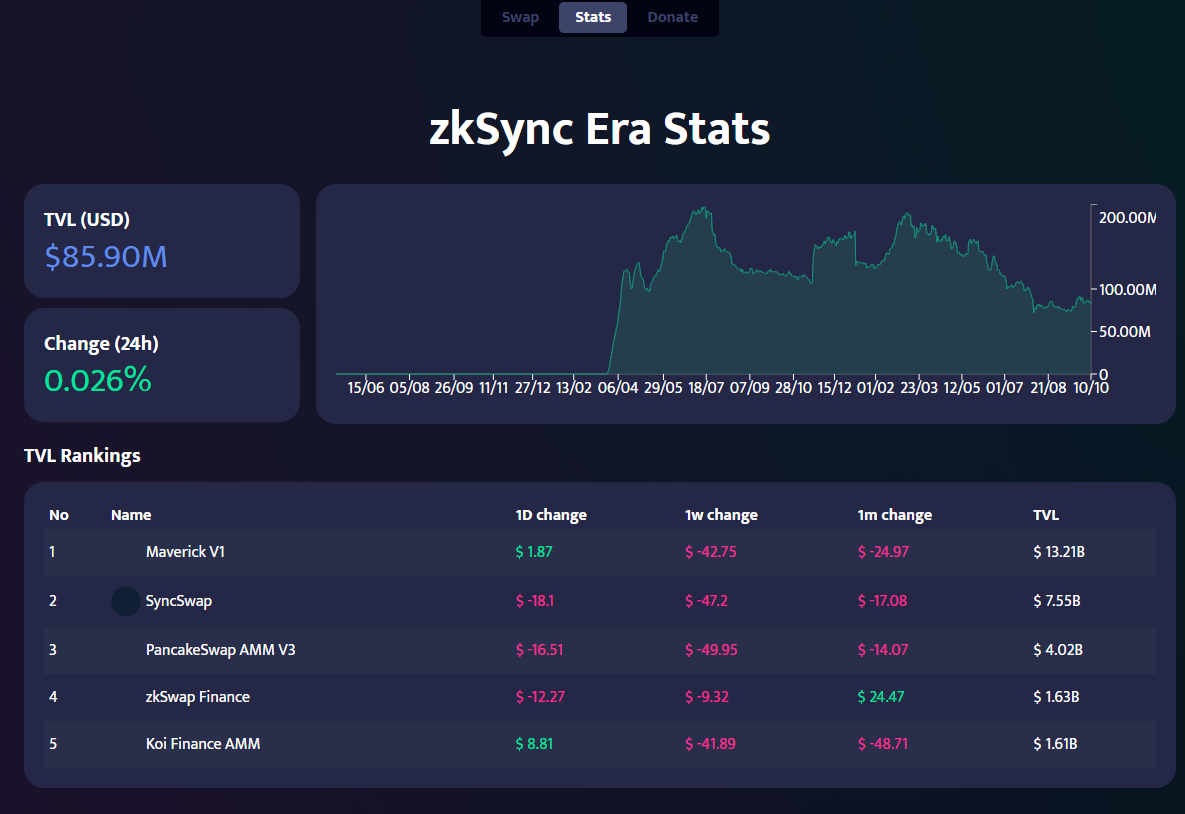 Swap Stats Donate
zkSync Era Stats
TVL (USD)
$85.90M
Change (24h)
0.026%
200.00M
100.00M
50.00M
0
15/06 05/08 26/09 11/11 27/12 13/02 06/04 29/05 18/07 07/09 28/10 15/12 01/02 23/03 12/05 01/07 21/08 10/10
TVL Rankings
No Name 1D change 1w change 1m change TVL
1 Maverick V1 $ 1.87 $ -42.75 $ -24.97 $ 13.21B
2 SyncSwap $ -18.1 $ -47.2 $ -17.08 $ 7.55B
3 PancakeSwap AMM V3 $ -16.51 $ -49.95 $ -14.07 $ 4.02B
4 zkSwap Finance $ -12.27 $ -9.32 $ 24.47 $ 1.63B
5 Koi Finance AMM $ 8.81 $ -41.89 $ -48.71 $ 1.61B